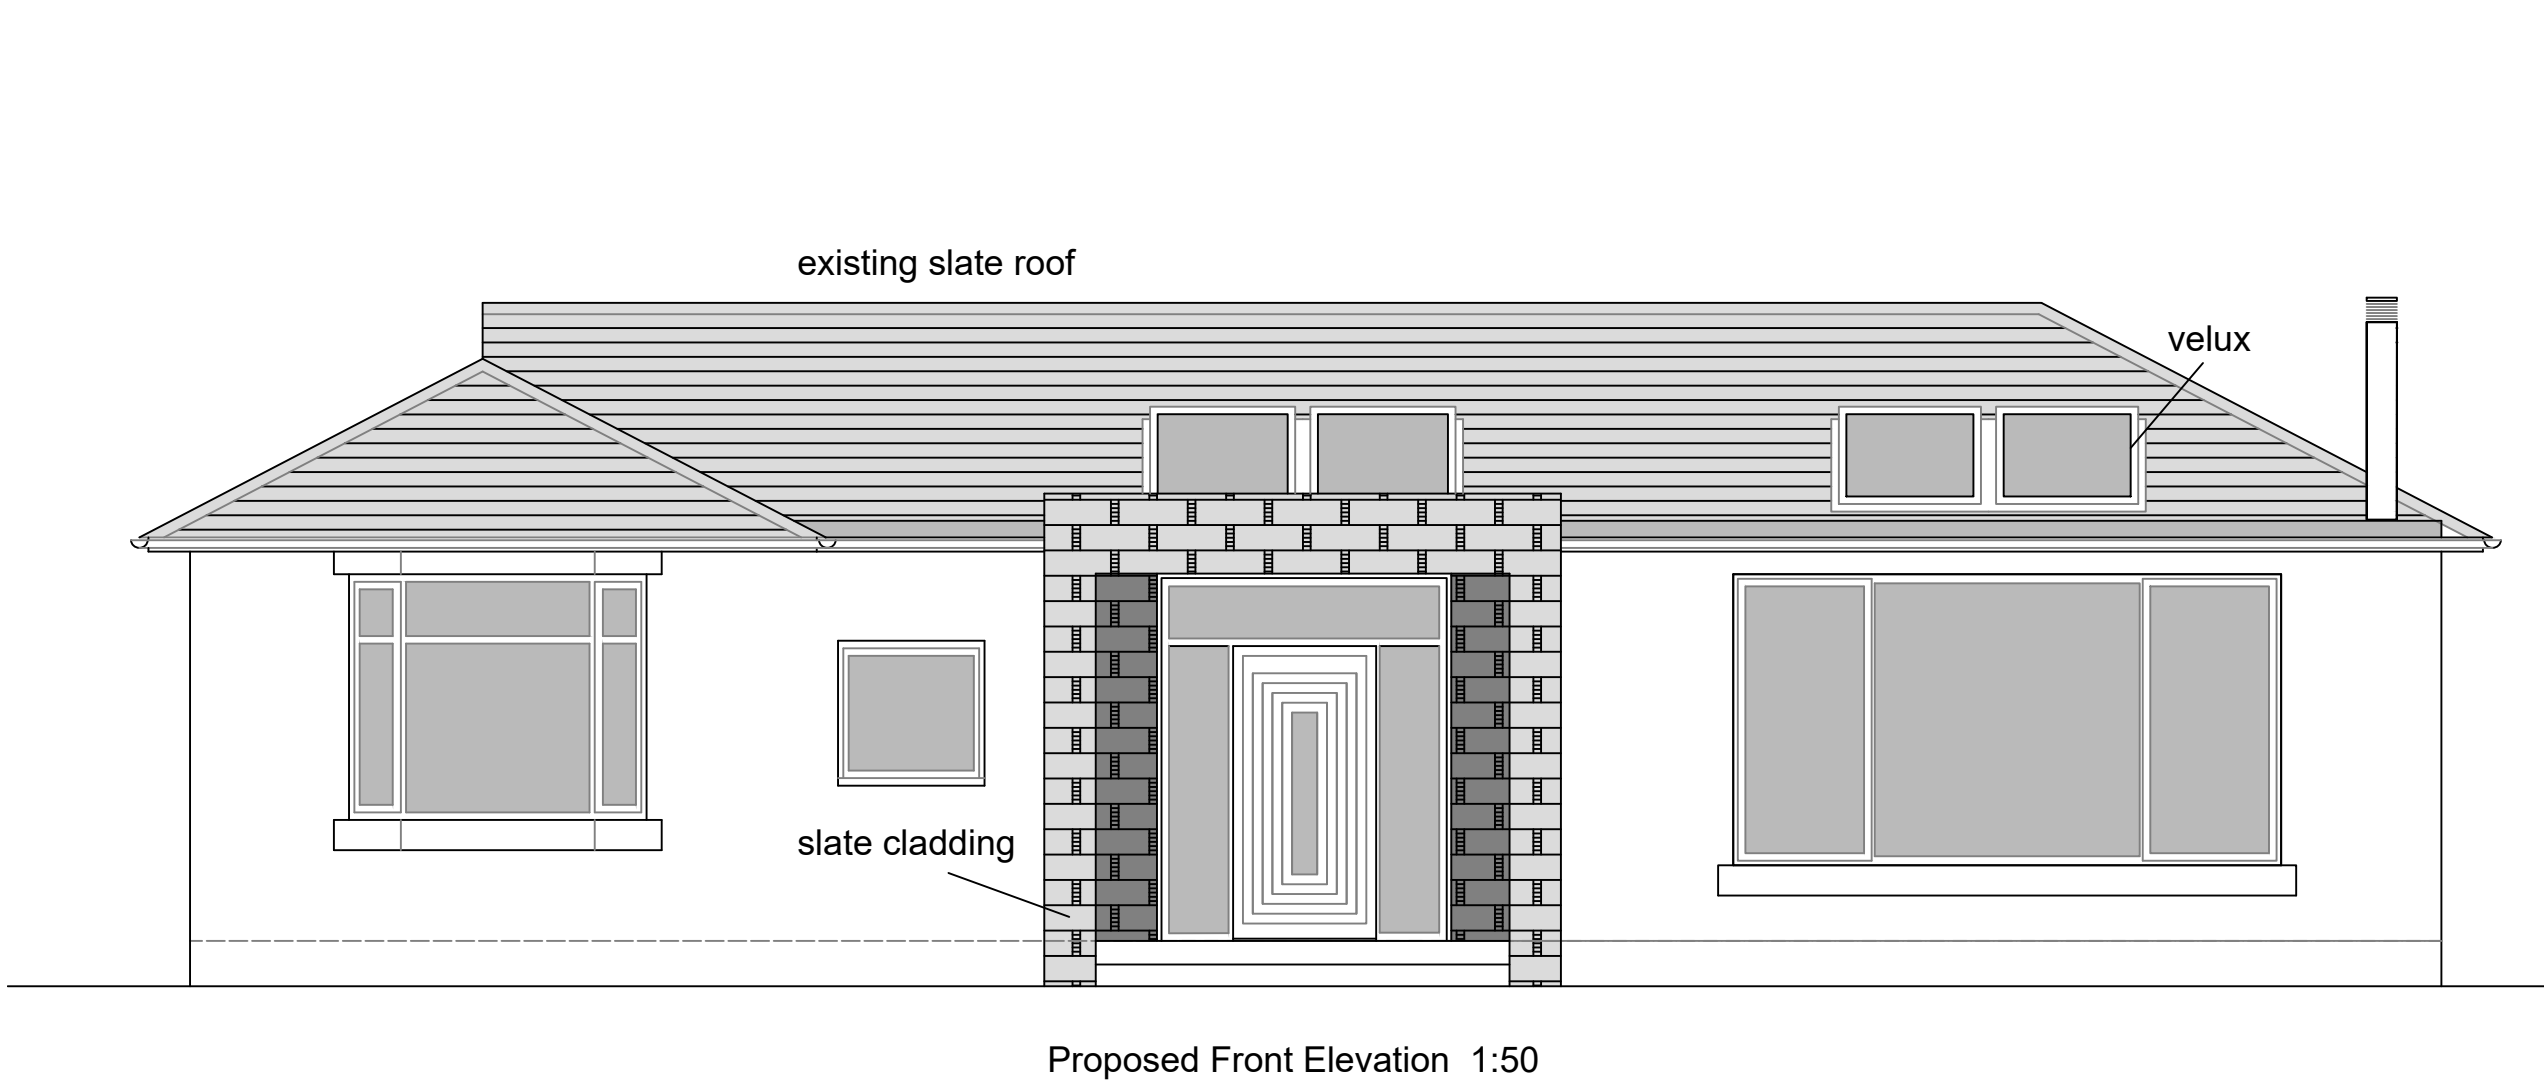 existing slate roof
velux
slate cladding
Proposed Front Elevation 1:50